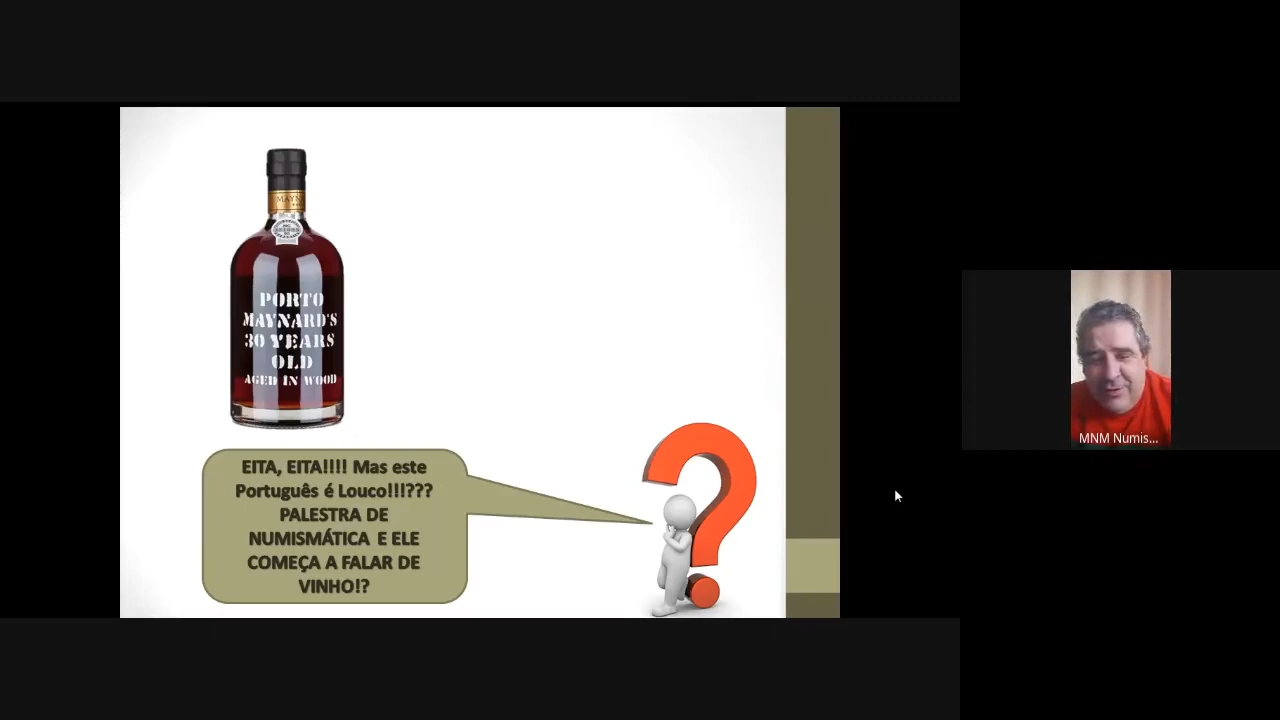 MAYN
PORTO
MAYNARD'S
30 YEARS
OLD
AGED IN WOOD
EITA, EITA!!!! Mas este
Português é Louco!!!???
PALESTRA DE
NUMISMÁTICA E ELE
COMEÇA A FALAR DE
VINHO!?
MNM Numis...